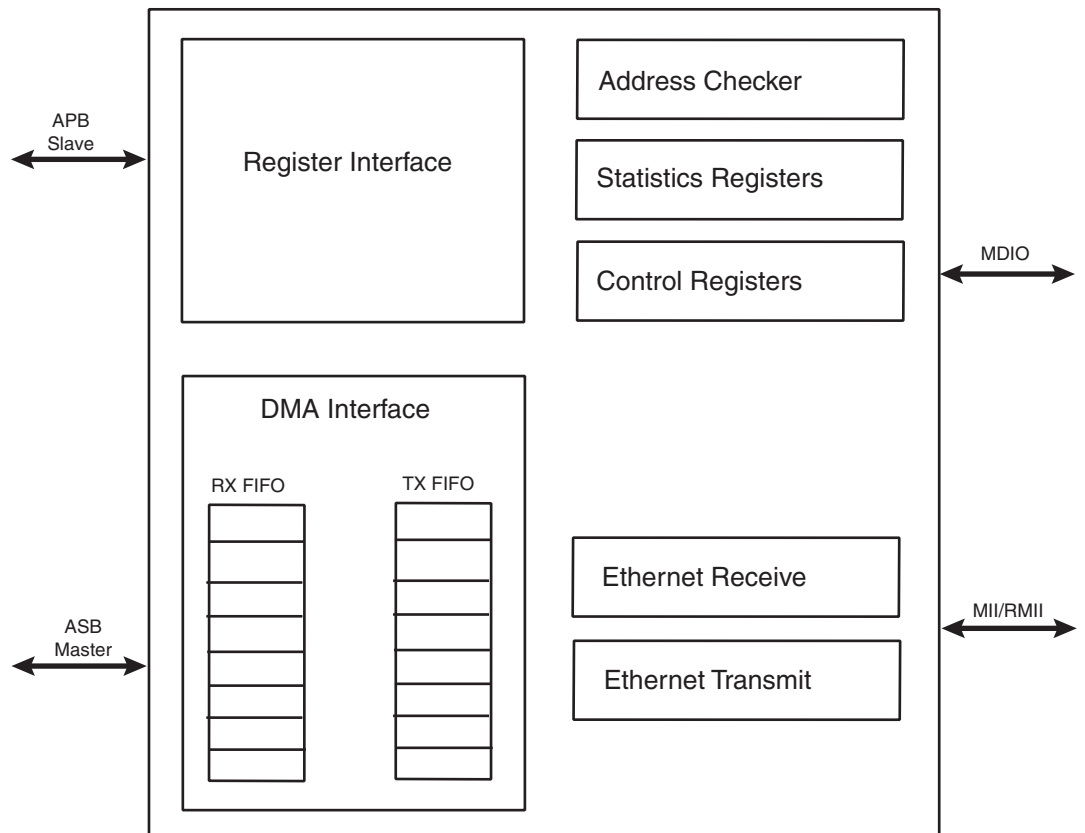 APB
Slave
Register Interface
Address Checker
Statistics Registers
Control Registers
MDIO
DMA Interface
RX FIFO
TX FIFO
ASB
Master
Ethernet Receive
Ethernet Transmit
MII/RMII